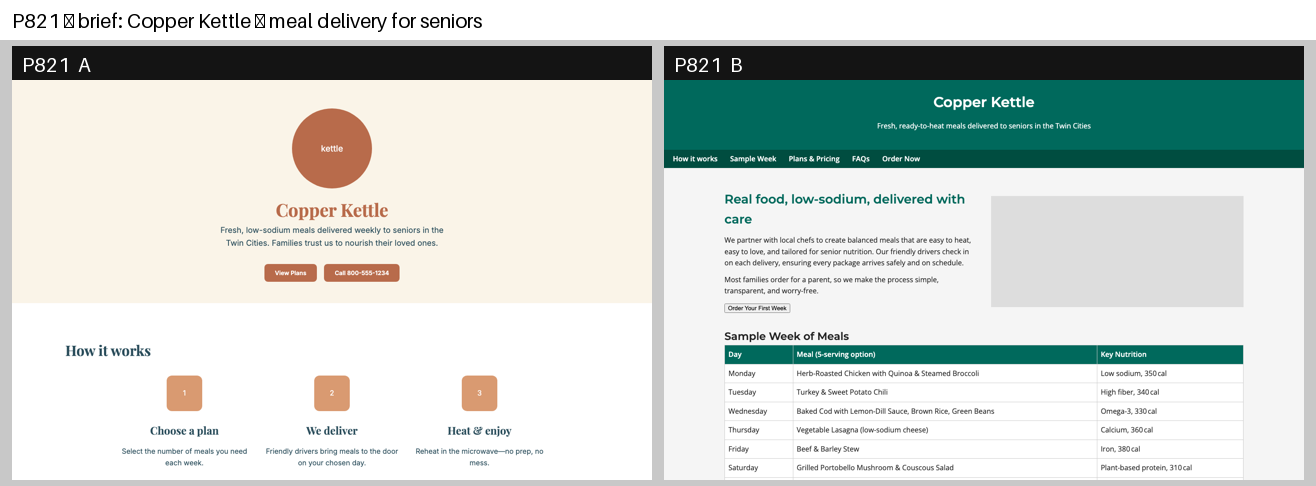 P821 brief: Copper Kettle meal delivery for seniors
P821 A
kettle
Copper Kettle
Fresh, low-sodium meals delivered weekly to seniors in the
Twin Cities. Families trust us to nourish their loved ones.
View Plans
Call 800-555-1234
How it works
1
2
3
Choose a plan
We deliver
Heat & enjoy
Select the number of meals you need
each week.
Friendly drivers bring meals to the door
on your chosen day.
Reheat in the microwave—no prep, no
mess.
P821 B
Copper Kettle
Fresh, ready-to-heat meals delivered to seniors in the Twin Cities
How it works Sample Week Plans & Pricing FAQs Order Now
Real food, low-sodium, delivered with
care
We partner with local chefs to create balanced meals that are easy to heat,
easy to love, and tailored for senior nutrition. Our friendly drivers check in
on each delivery, ensuring every package arrives safely and on schedule.
Most families order for a parent, so we make the process simple,
transparent, and worry-free.
Order Your First Week
Sample Week of Meals
Day Meal (5-serving option) Key Nutrition
Monday Herb-Roasted Chicken with Quinoa & Steamed Broccoli Low sodium, 350 cal
Tuesday Turkey & Sweet Potato Chili High fiber, 340 cal
Wednesday Baked Cod with Lemon-Dill Sauce, Brown Rice, Green Beans Omega-3, 330 cal
Thursday Vegetable Lasagna (low-sodium cheese) Calcium, 360 cal
Friday Beef & Barley Stew Iron, 380 cal
Saturday Grilled Portobello Mushroom & Couscous Salad Plant-based protein, 310 cal